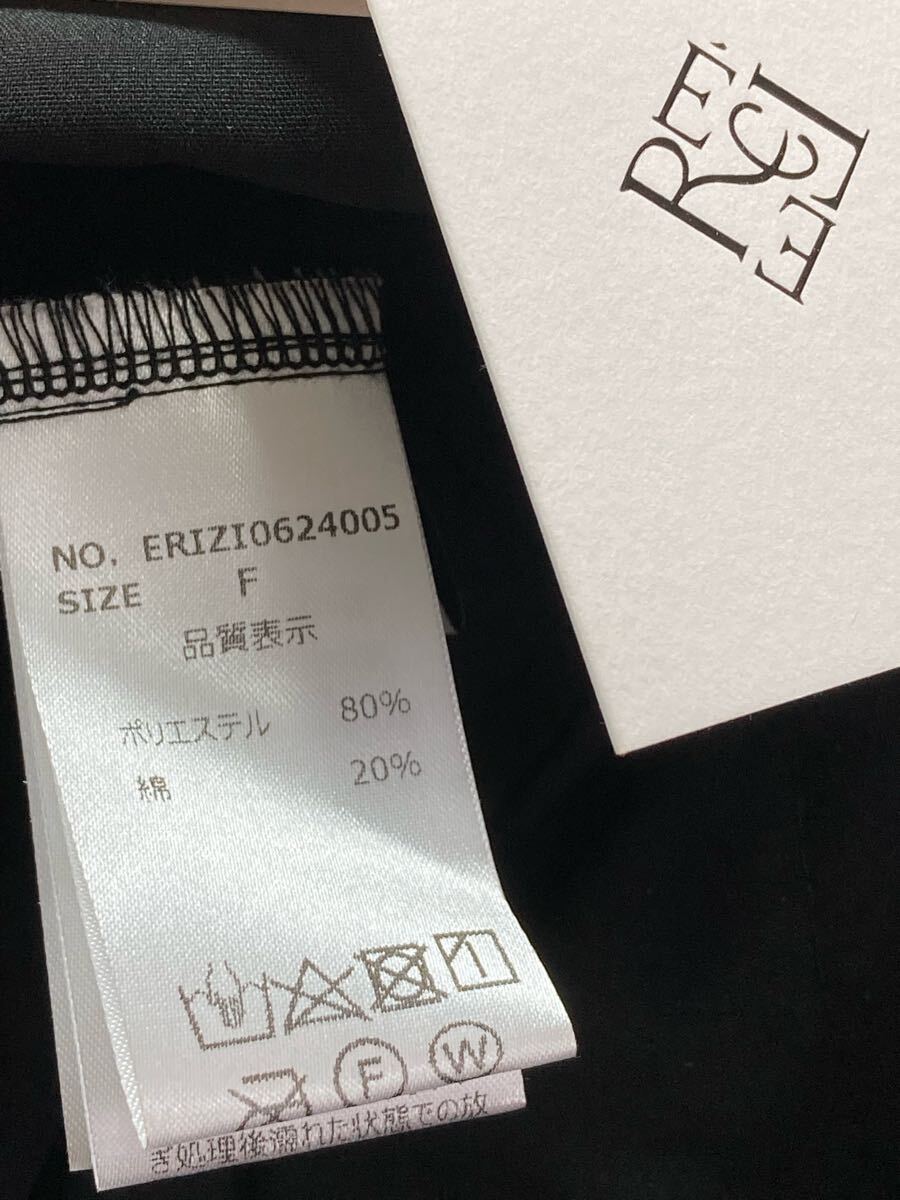 NO. ERIZI0624005
SIZE F
品質表示
ポリエステル 80%
綿 20%
F W
ぎ処理後濡れた状態での放